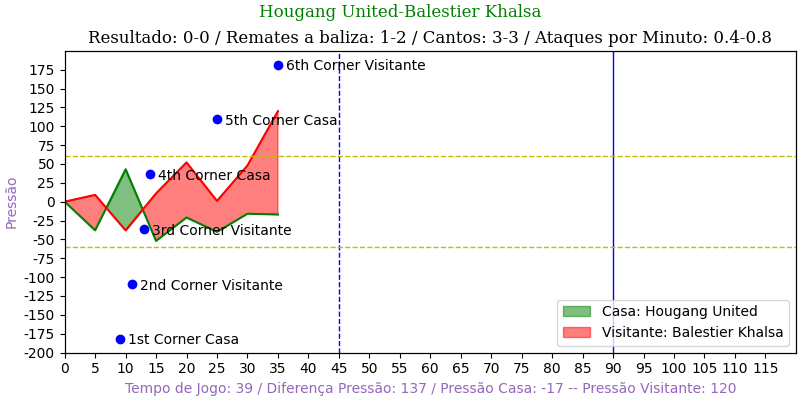 Hougang United-Balestier Khalsa
Resultado: 0-0 / Remates a baliza: 1-2 / Cantos: 3-3 / Ataques por Minuto: 0.4-0.8
Pressão
175
150
125
100
75
50
25
0
-25
-50
-75
-100
-125
-150
-175
-200
6th Corner Visitante
5th Corner Casa
4th Corner Casa
3rd Corner Visitante
2nd Corner Visitante
1st Corner Casa
Casa: Hougang United
Visitante: Balestier Khalsa
0 5 10 15 20 25 30 35 40 45 50 55 60 65 70 75 80 85 90 95 100 105 110 115
Tempo de Jogo: 39 / Diferença Pressão: 137 / Pressão Casa: -17 -- Pressão Visitante: 120